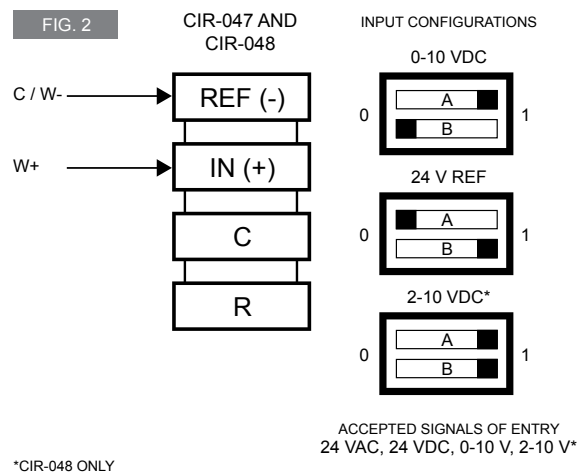 FIG. 2
CIR-047 AND
CIR-048
C / W-
REF (-)
W+
IN (+)
C
R
INPUT CONFIGURATIONS
0-10 VDC
0
A
B
1
24 V REF
0
A
B
1
2-10 VDC*
0
A
B
1
ACCEPTED SIGNALS OF ENTRY
24 VAC, 24 VDC, 0-10 V, 2-10 V*
*CIR-048 ONLY